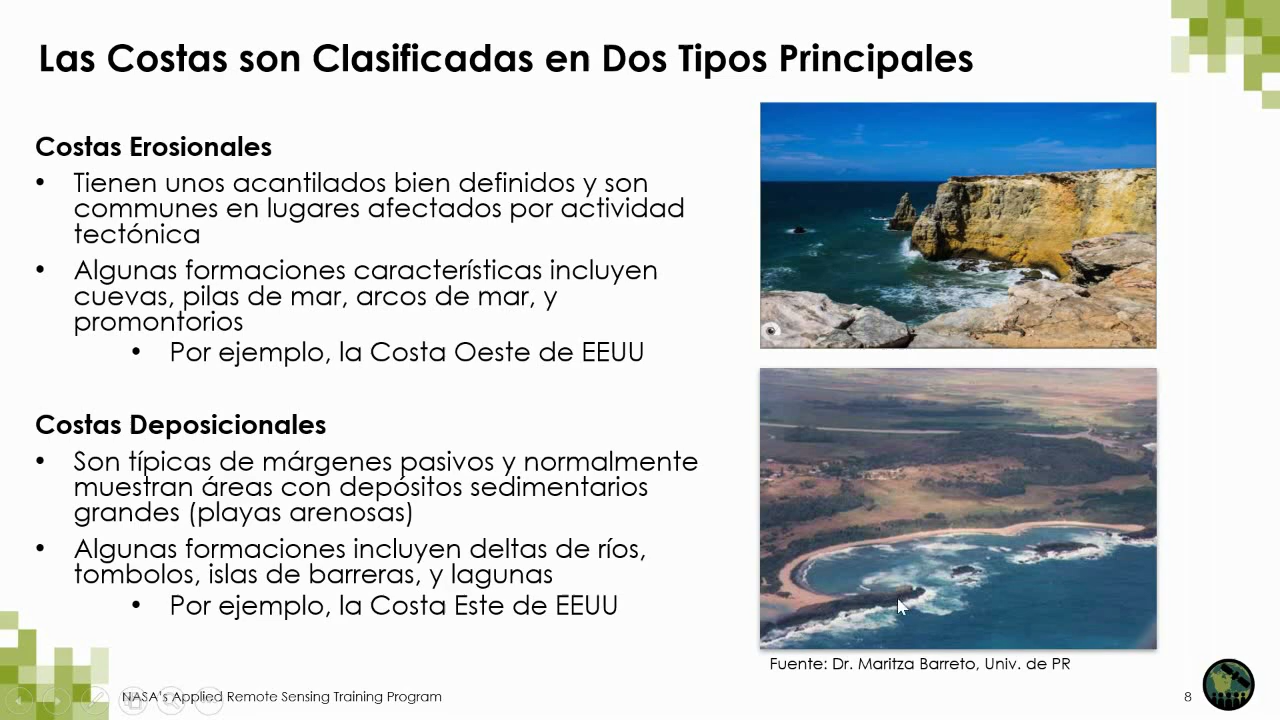 Las Costas son Clasificadas en Dos Tipos Principales
Costas Erosionales
• Tienen unos acantilados bien definidos y son
communes en lugares afectados por actividad
tectónica
• Algunas formaciones características incluyen
cuevas, pilas de mar, arcos de mar, y
promontorios
• Por ejemplo, la Costa Oeste de EEUU
Costas Deposicionales
• Son típicas de márgenes pasivos y normalmente
muestran áreas con depósitos sedimentarios
grandes (playas arenosas)
• Algunas formaciones incluyen deltas de ríos,
tombolos, islas de barreras, y lagunas
• Por ejemplo, la Costa Este de EEUU
Fuente: Dr. Maritza Barreto, Univ. de PR
NASA's Applied Remote Sensing Training Program
8